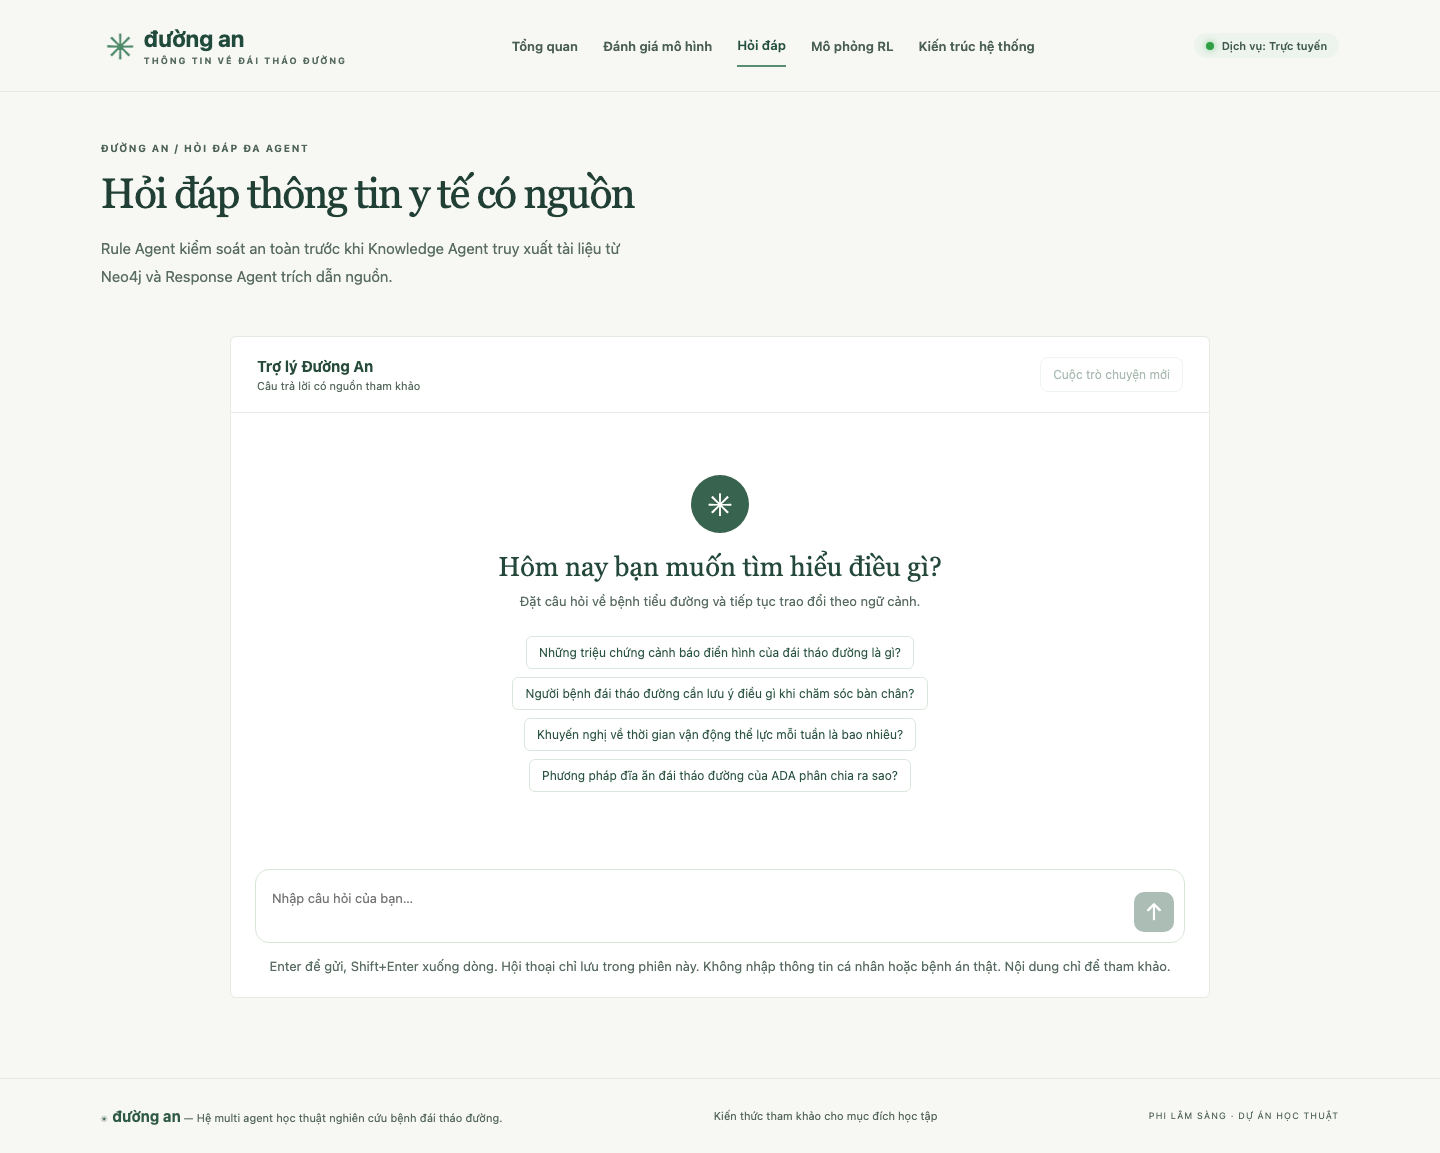 đường an
THÔNG TIN VỀ ĐÁI THÁO ĐƯỜNG
Tổng quan
Đánh giá mô hình
Hỏi đáp
Mô phỏng RL
Kiến trúc hệ thống
Dịch vụ: Trực tuyến
ĐƯỜNG AN / HỎI ĐÁP ĐA AGENT
Hỏi đáp thông tin y tế có nguồn
Rule Agent kiểm soát an toàn trước khi Knowledge Agent truy xuất tài liệu từ
Neo4j và Response Agent trích dẫn nguồn.
Trợ lý Đường An
Câu trả lời có nguồn tham khảo
Cuộc trò chuyện mới
Hôm nay bạn muốn tìm hiểu điều gì?
Đặt câu hỏi về bệnh tiểu đường và tiếp tục trao đổi theo ngữ cảnh.
Những triệu chứng cảnh báo điển hình của đái tháo đường là gì?
Người bệnh đái tháo đường cần lưu ý điều gì khi chăm sóc bàn chân?
Khuyến nghị về thời gian vận động thể lực mỗi tuần là bao nhiêu?
Phương pháp đĩa ăn đái tháo đường của ADA phân chia ra sao?
Nhập câu hỏi của bạn...
Enter để gửi, Shift+Enter xuống dòng. Hội thoại chỉ lưu trong phiên này. Không nhập thông tin cá nhân hoặc bệnh án thật. Nội dung chỉ để tham khảo.
đường an — Hệ multi agent học thuật nghiên cứu bệnh đái tháo đường.
Kiến thức tham khảo cho mục đích học tập
PHI LÂM SÀNG · DỰ ÁN HỌC THUẬT